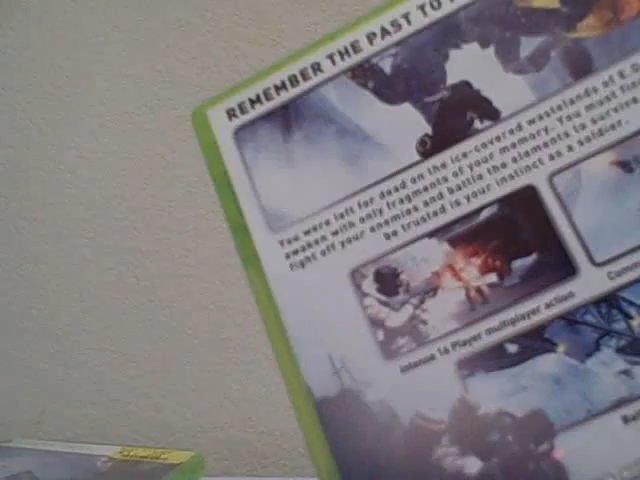 REMEMBER THE PAST TO
You were left for dead on the ice-covered wastelands of E.D.
awaken with only fragments of your memory. You must
fight off your enemies and battle the elements to survive
be trusted is your instinct as a soldier.
Intense 16 Player multiplayer action